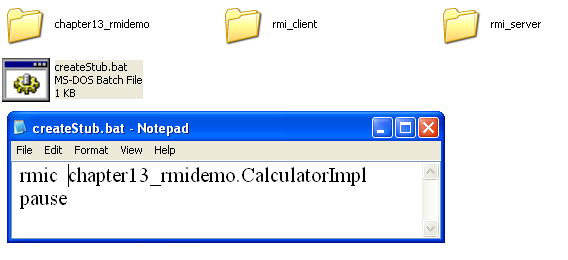 chapter13_rmidemo
rmi_client
rmi_server
createStub.bat
MS-DOS Batch File
1 KB
createStub.bat - Notepad
File Edit Format View Help
rmic chapter13_rmidemo.CalculatorImpl
pause